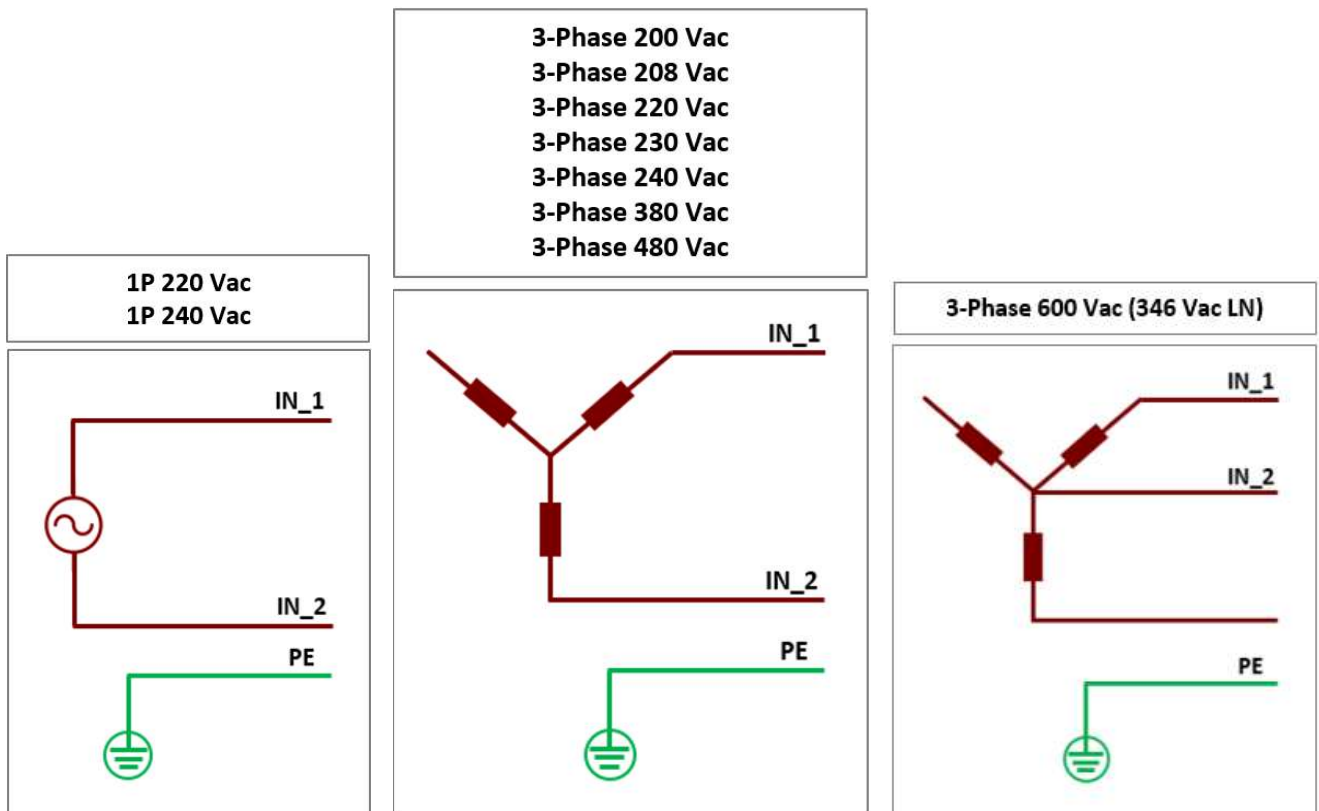 1P 220 Vac
1P 240 Vac
IN_1
IN_2
PE
3-Phase 200 Vac
3-Phase 208 Vac
3-Phase 220 Vac
3-Phase 230 Vac
3-Phase 240 Vac
3-Phase 380 Vac
3-Phase 480 Vac
IN_1
IN_2
PE
3-Phase 600 Vac (346 Vac LN)
IN_1
IN_2
PE